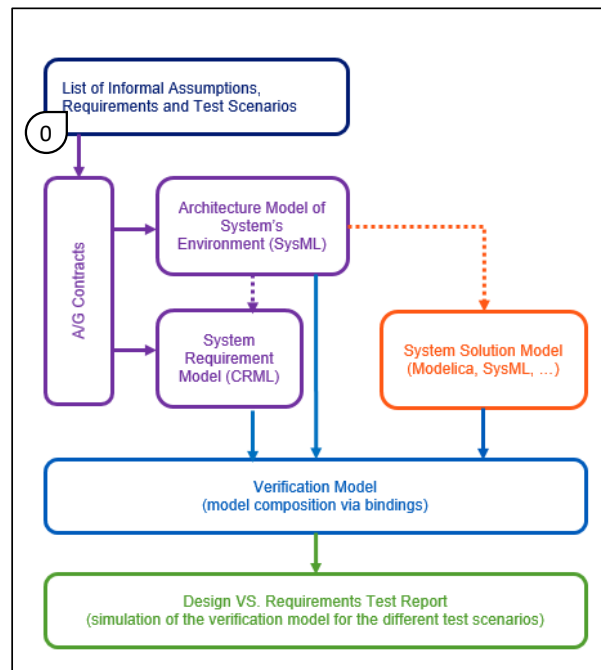 List of Informal Assumptions,
Requirements and Test Scenarios
0
A/G Contracts
Architecture Model of
System's
Environment (SysML)
System
Requirement
Model (CRML)
System Solution Model
(Modelica, SysML, ...)
Verification Model
(model composition via bindings)
Design VS. Requirements Test Report
(simulation of the verification model for the different test scenarios)